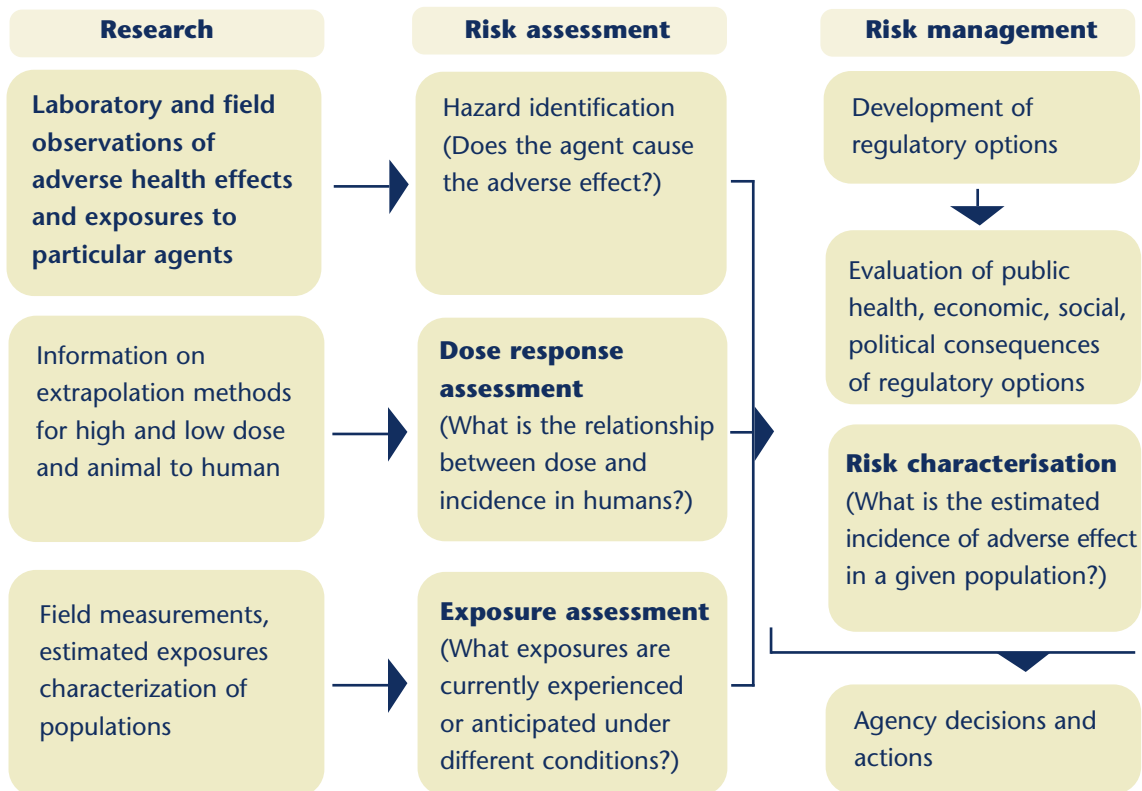 Research
Laboratory and field
observations of
adverse health effects
and exposures to
particular agents
Information on
extrapolation methods
for high and low dose
and animal to human
Field measurements,
estimated exposures
characterization of
populations
Risk assessment
Hazard identification
(Does the agent cause
the adverse effect?)
Dose response
assessment
(What is the relationship
between dose and
incidence in humans?)
Exposure assessment
(What exposures are
currently experienced
or anticipated under
different conditions?)
Risk management
Development of
regulatory options
Evaluation of public
health, economic, social,
political consequences
of regulatory options
Risk characterisation
(What is the estimated
incidence of adverse effect
in a given population?)
Agency decisions and
actions